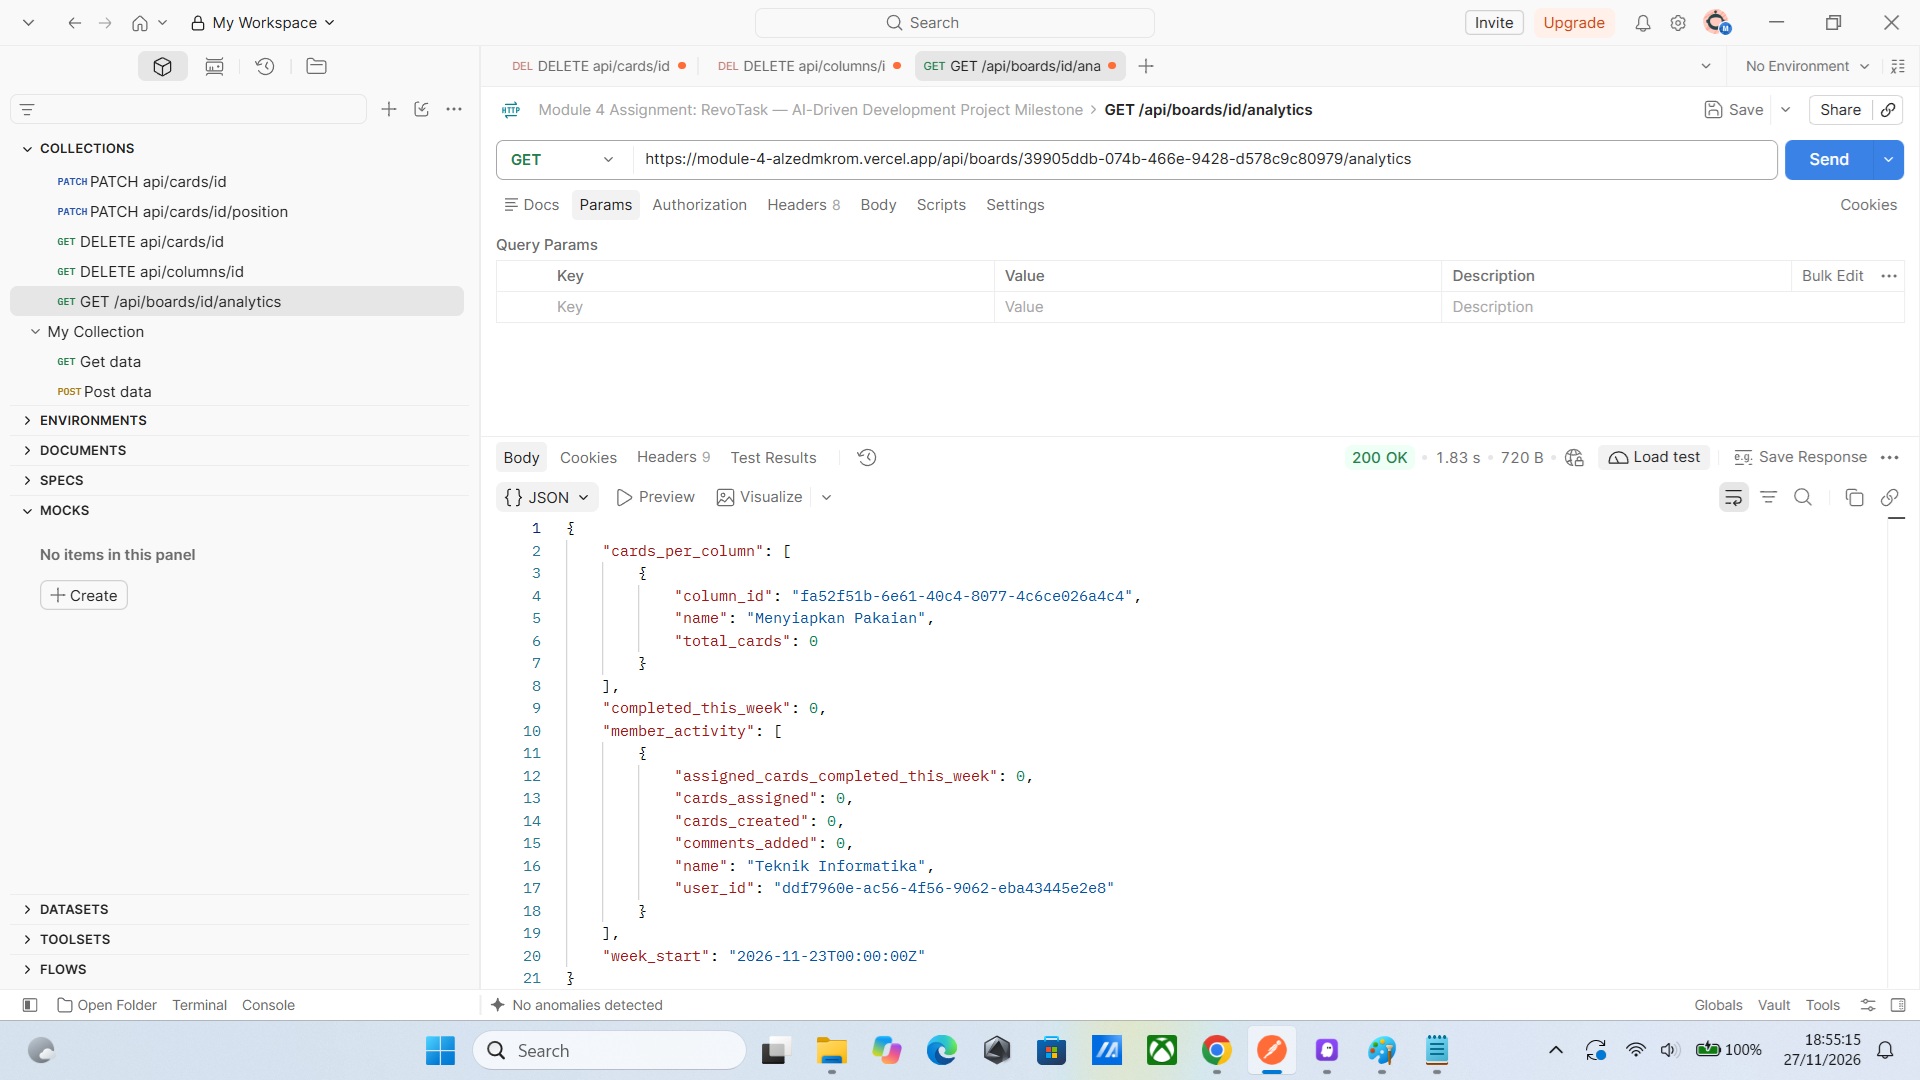 My Workspace
Search
Invite
Upgrade
DEL DELETE api/cards/id
DEL DELETE api/columns/i
GET GET /api/boards/id/ana
No Environment
Module 4 Assignment: RevoTask — AI-Driven Development Project Milestone > GET /api/boards/id/analytics
HTTP
Save
Share
COLLECTIONS
PATCH PATCH api/cards/id
PATCH PATCH api/cards/id/position
GET DELETE api/cards/id
GET DELETE api/columns/id
GET GET /api/boards/id/analytics
My Collection
GET Get data
POST Post data
ENVIRONMENTS
DOCUMENTS
SPECS
MOCKS
No items in this panel
+ Create
DATASETS
TOOLSETS
FLOWS
GET
https://module-4-alzedmkrom.vercel.app/api/boards/39905ddb-074b-466e-9428-d578c9c80979/analytics
Send
Docs Params Authorization Headers 8 Body Scripts Settings
Cookies
Query Params
Key Value Description Bulk Edit
Key Value Description
Body Cookies Headers 9 Test Results
200 OK • 1.83 s • 720 B
Load test
e.g. Save Response
{} JSON Preview Visualize
1 {
2 "cards_per_column": [
3 {
4 "column_id": "fa52f51b-6e61-40c4-8077-4c6ce026a4c4",
5 "name": "Menyiapkan Pakaian",
6 "total_cards": 0
7 }
8 ],
9 "completed_this_week": 0,
10 "member_activity": [
11 {
12 "assigned_cards_completed_this_week": 0,
13 "cards_assigned": 0,
14 "cards_created": 0,
15 "comments_added": 0,
16 "name": "Teknik Informatika",
17 "user_id": "ddf7960e-ac56-4f56-9062-eba43445e2e8"
18 }
19 ],
20 "week_start": "2026-11-23T00:00:00Z"
21 }
Open Folder Terminal Console
No anomalies detected
Globals Vault Tools
Search
100%
18:55:15
27/11/2026